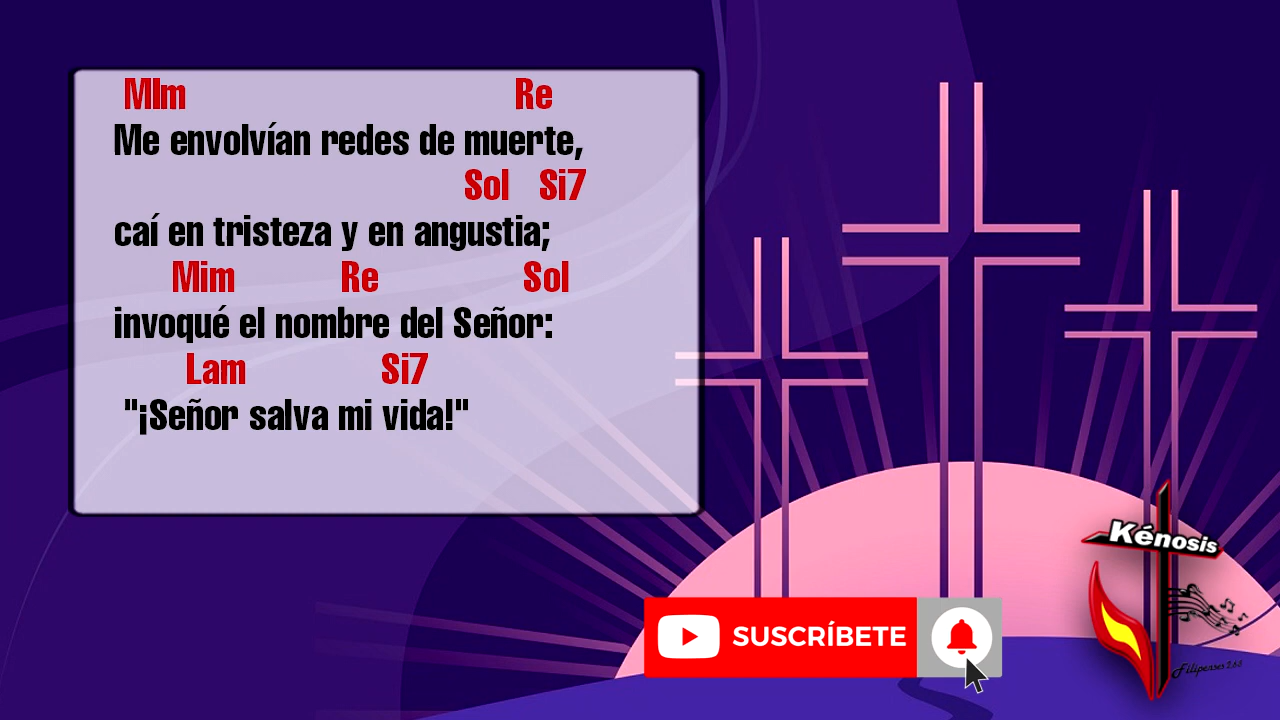 MIm Re
Me envolvían redes de muerte,
Sol Si7
caí en tristeza y en angustia;
Mim Re Sol
invoqué el nombre del Señor:
Lam Si7
"¡Señor salva mi vida!"
Kénosis
SUSCRÍBETE